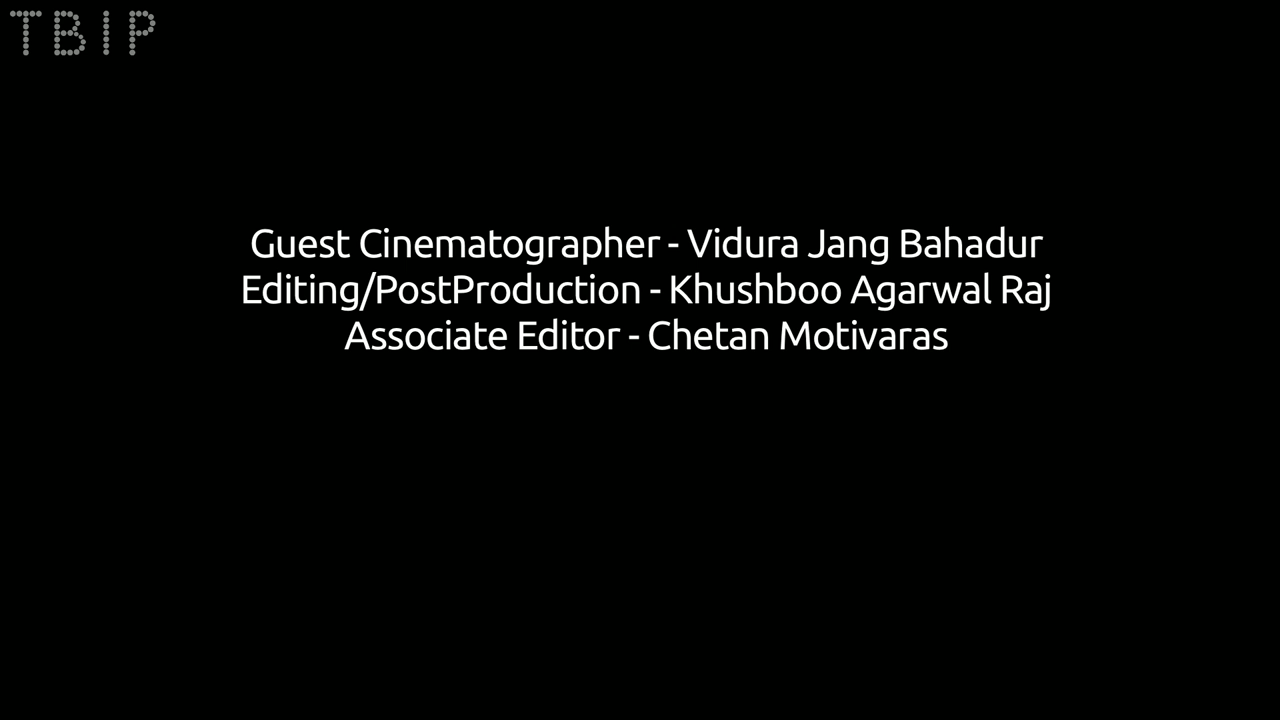 TBIP
Guest Cinematographer - Vidura Jang Bahadur
Editing/PostProduction - Khushboo Agarwal Raj
Associate Editor - Chetan Motivaras